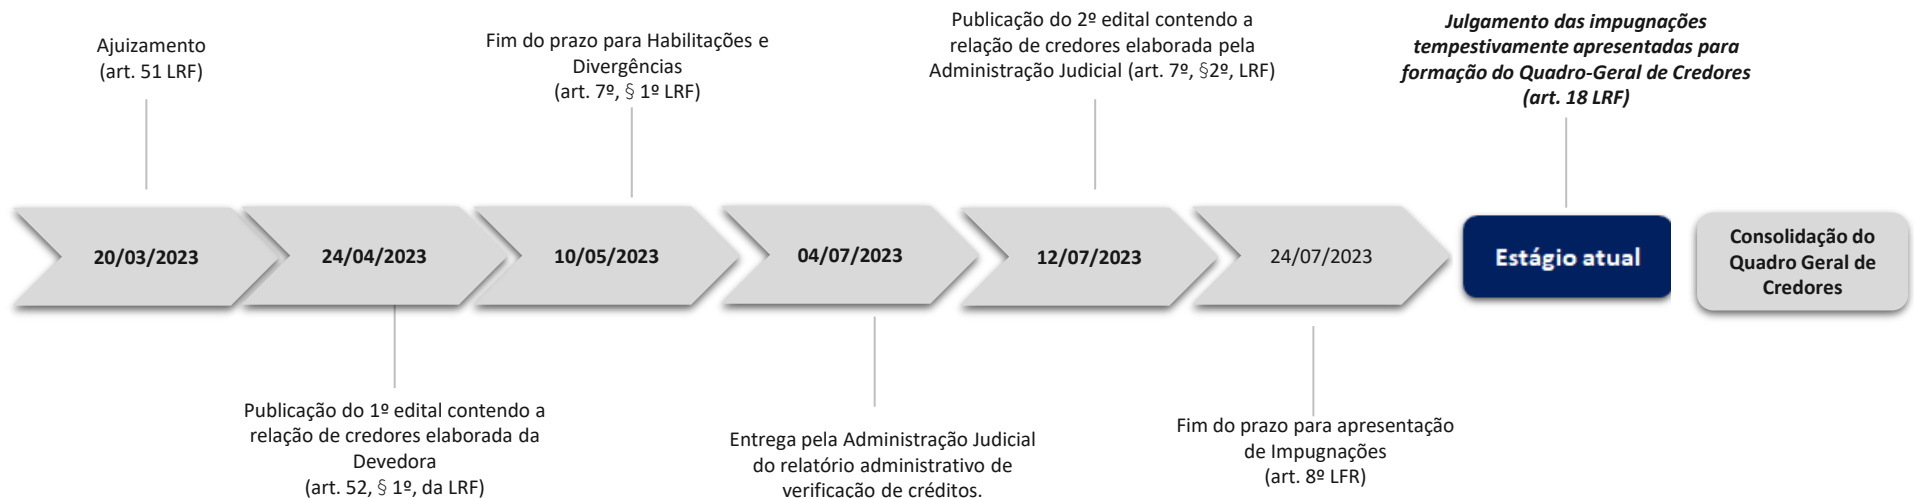 Ajuizamento
(art. 51 LRF)
Fim do prazo para Habilitações e
Divergências
(art. 7º, § 1º LRF)
Publicação do 2º edital contendo a
relação de credores elaborada pela
Administração Judicial (art. 7º, §2º, LRF)
Julgamento das impugnações
tempestivamente apresentadas para
formação do Quadro-Geral de Credores
(art. 18 LRF)
20/03/2023
24/04/2023
10/05/2023
04/07/2023
12/07/2023
24/07/2023
Estágio atual
Consolidação do
Quadro Geral de
Credores
Publicação do 1º edital contendo a
relação de credores elaborada da
Devedora
(art. 52, § 1º, da LRF)
Entrega pela Administração Judicial
do relatório administrativo de
verificação de créditos.
Fim do prazo para apresentação
de Impugnações
(art. 8º LFR)